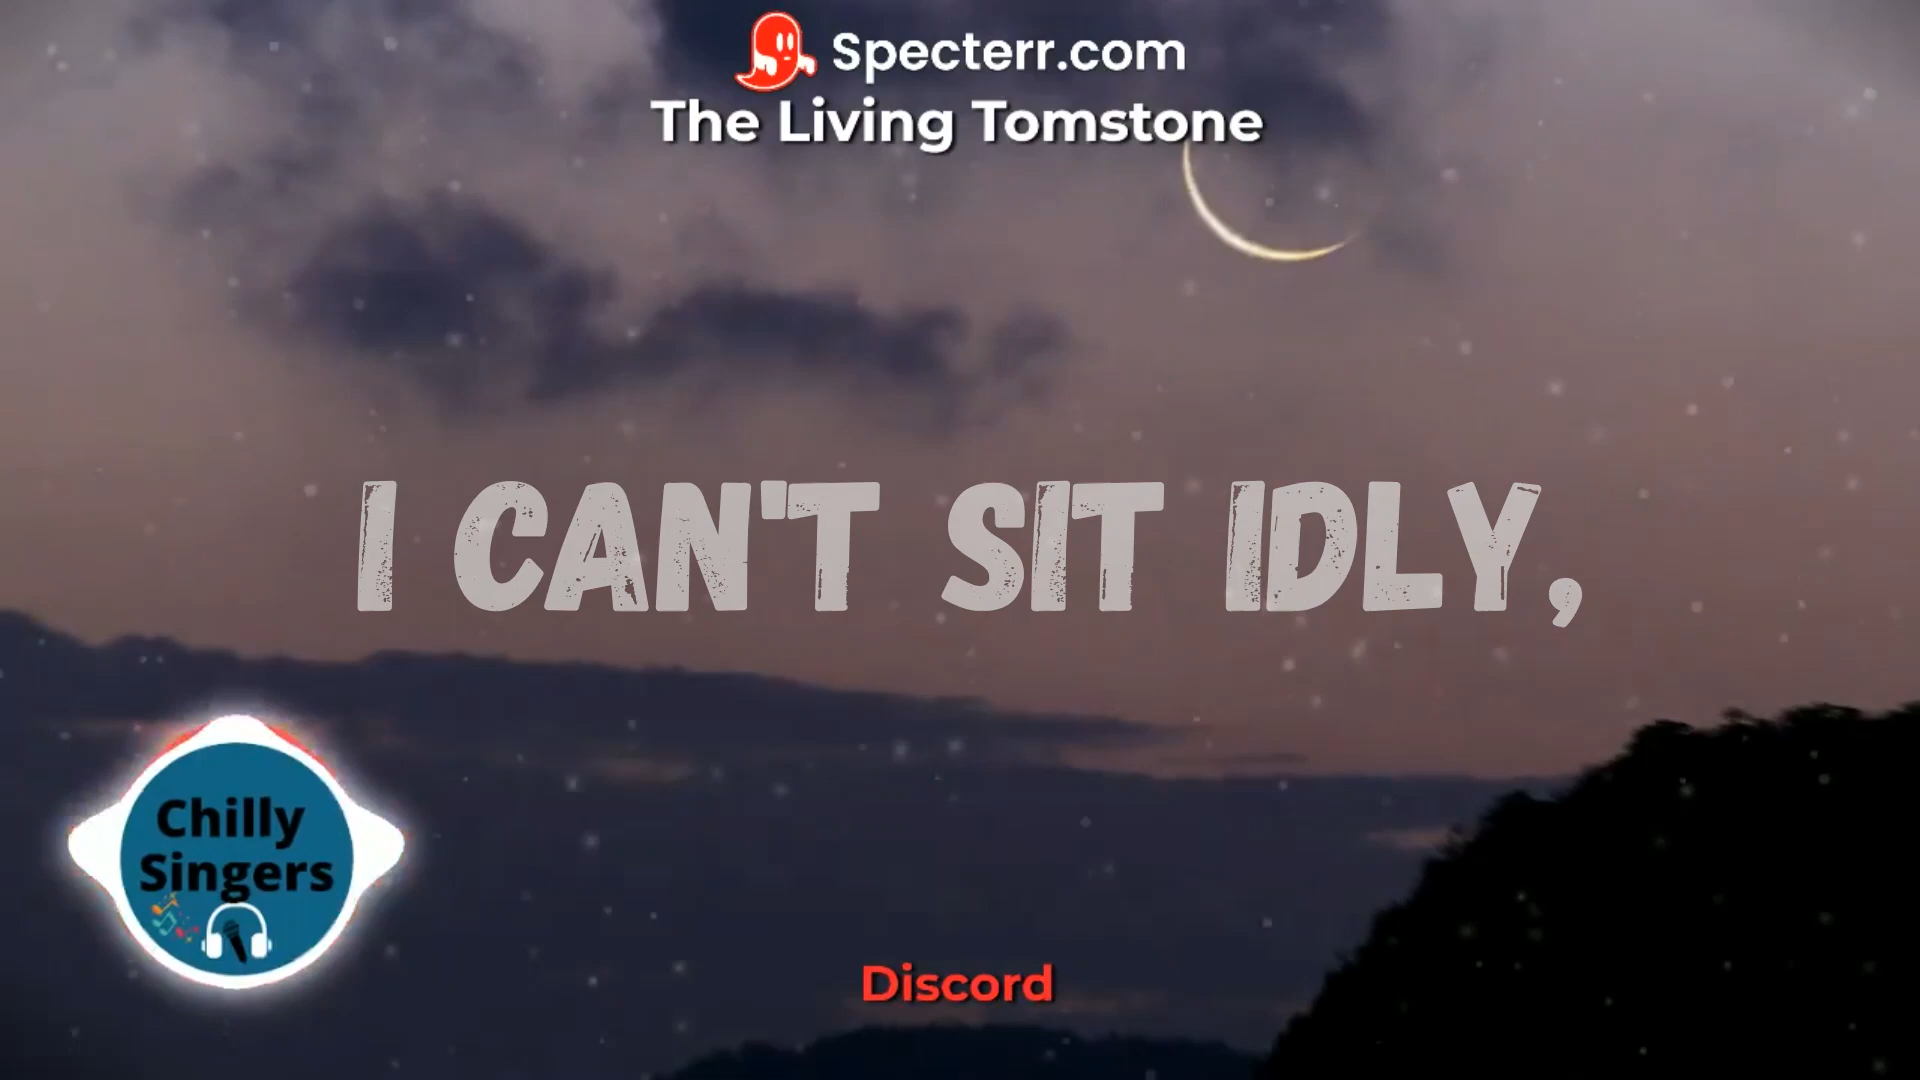 Specterr.com
The Living Tomstone
I CAN'T SIT IDLY,
Chilly
Singers
Discord